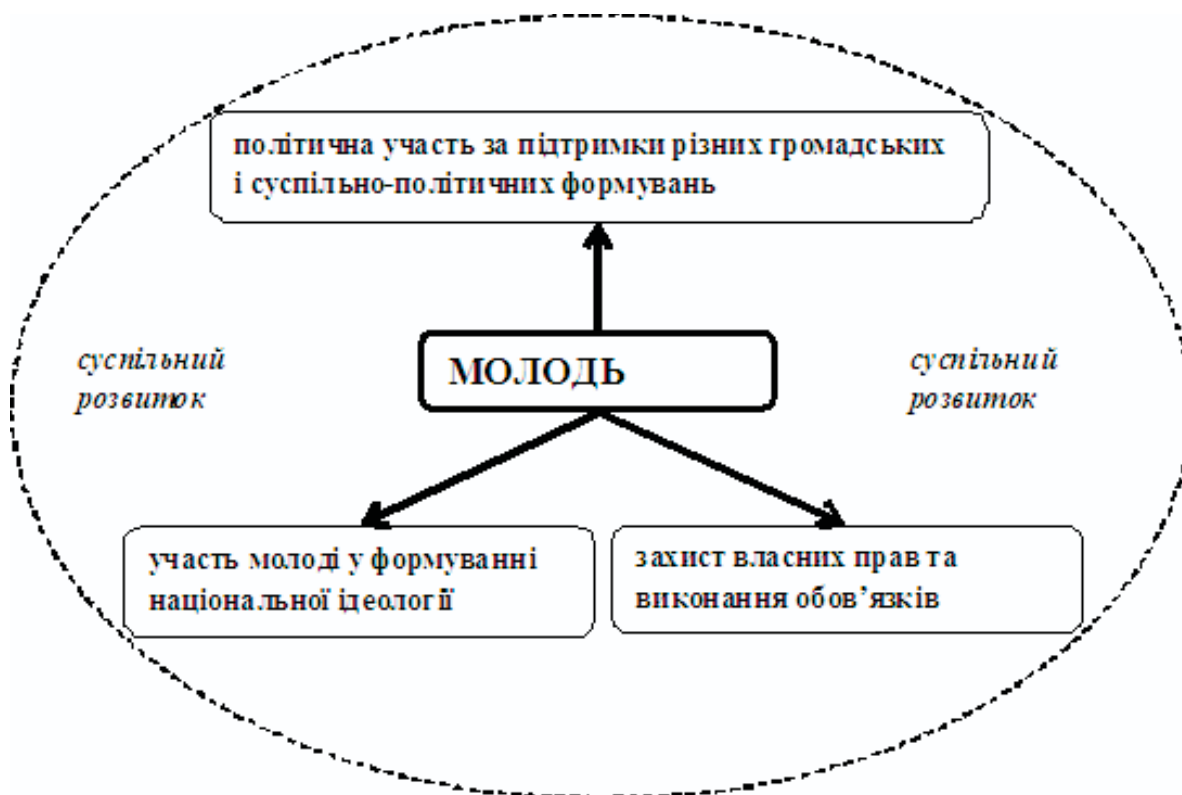 політична участь за підтримки різних громадських
і суспільно-політичних формувань
суспільний
розвиток
МОЛОДЬ
суспільний
розвиток
участь молоді у формуванні
національної ідеології
захист власних прав та
виконання обов’язків